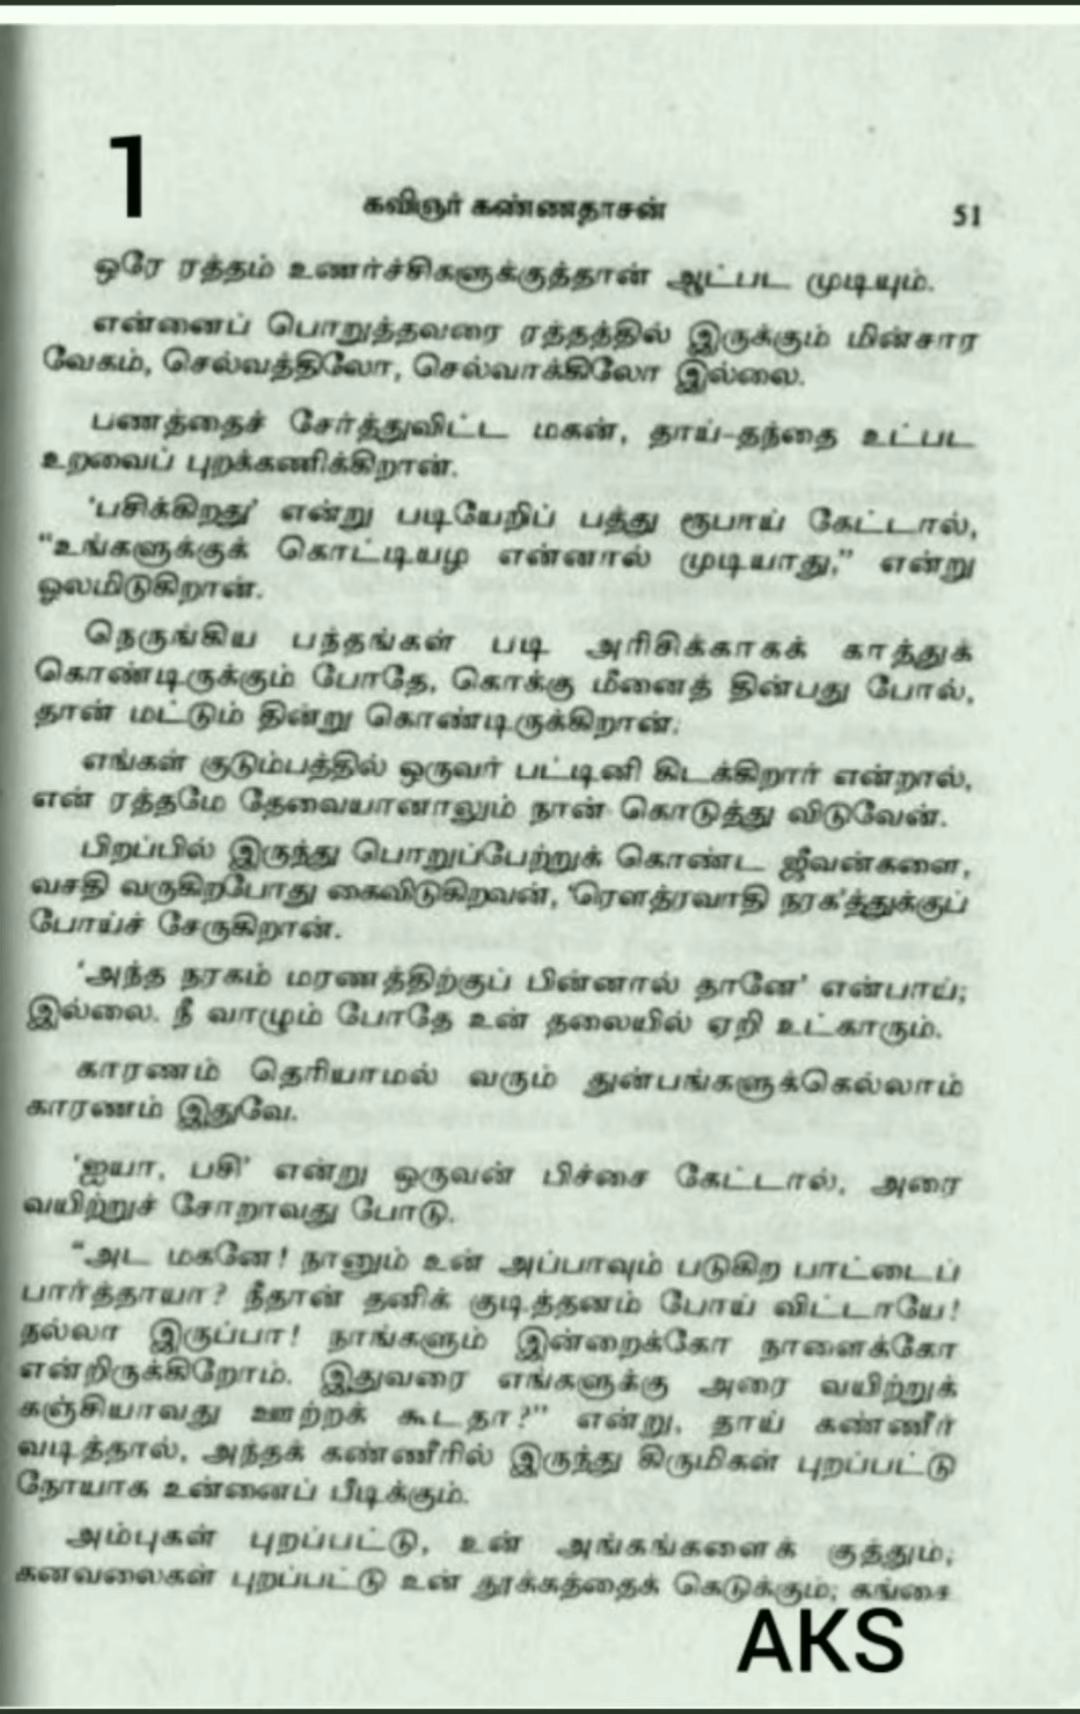 1
கவிஞர் கண்ணதாசன் 51
ஒரே ரத்தம் உணர்ச்சிகளுக்குத்தான் ஆட்பட முடியும்.
என்னைப் பொறுத்தவரை ரத்தத்தில் இருக்கும் மின்சார
வேகம், செல்வத்திலோ, செல்வாக்கிலோ இல்லை.
பணத்தைச் சேர்த்துவிட்ட மகன், தாய்-தந்தை உட்பட
உறவைப் புறக்கணிக்கிறான்.
'பசிக்கிறது' என்று படியேறிப் பத்து ரூபாய் கேட்டால்,
"உங்களுக்குக் கொட்டியழ என்னால் முடியாது," என்று
ஓலமிடுகிறான்.
நெருங்கிய பந்தங்கள் படி அரிசிக்காகக் காத்துக்
கொண்டிருக்கும் போதே, கொக்கு மீனைத் தின்பது போல்,
தான் மட்டும் தின்று கொண்டிருக்கிறான்.
எங்கள் குடும்பத்தில் ஒருவர் பட்டினி கிடக்கிறார் என்றால்,
என் ரத்தமே தேவையானாலும் நான் கொடுத்து விடுவேன்.
பிறப்பில் இருந்து பொறுப்பேற்றுக் கொண்ட ஜீவன்களை,
வசதி வருகிறபோது கைவிடுகிறவன், 'ரௌத்ரவாதி நரக'த்துக்குப்
போய்ச் சேருகிறான்.
'அந்த நரகம் மரணத்திற்குப் பின்னால் தானே' என்பாய்;
இல்லை. நீ வாழும் போதே உன் தலையில் ஏறி உட்காரும்.
காரணம் தெரியாமல் வரும் துன்பங்களுக்கெல்லாம்
காரணம் இதுவே.
'ஐயா, பசி' என்று ஒருவன் பிச்சை கேட்டால், அரை
வயிற்றுச் சோறாவது போடு.
"அட மகனே! நானும் உன் அப்பாவும் படுகிற பாட்டைப்
பார்த்தாயா? நீதான் தனிக் குடித்தனம் போய் விட்டாயே!
நல்லா இருப்பா! நாங்களும் இன்றைக்கோ நாளைக்கோ
என்றிருக்கிறோம். இதுவரை எங்களுக்கு அரை வயிற்றுக்
கஞ்சியாவது ஊற்றக் கூடதா?" என்று, தாய் கண்ணீர்
வடித்தால், அந்தக் கண்ணீரில் இருந்து கிருமிகள் புறப்பட்டு
நோயாக உன்னைப் பீடிக்கும்.
அம்புகள் புறப்பட்டு, உன் அங்கங்களைக் குத்தும்;
கனவலைகள் புறப்பட்டு உன் தூக்கத்தைக் கெடுக்கும்; கங்கை
AKS